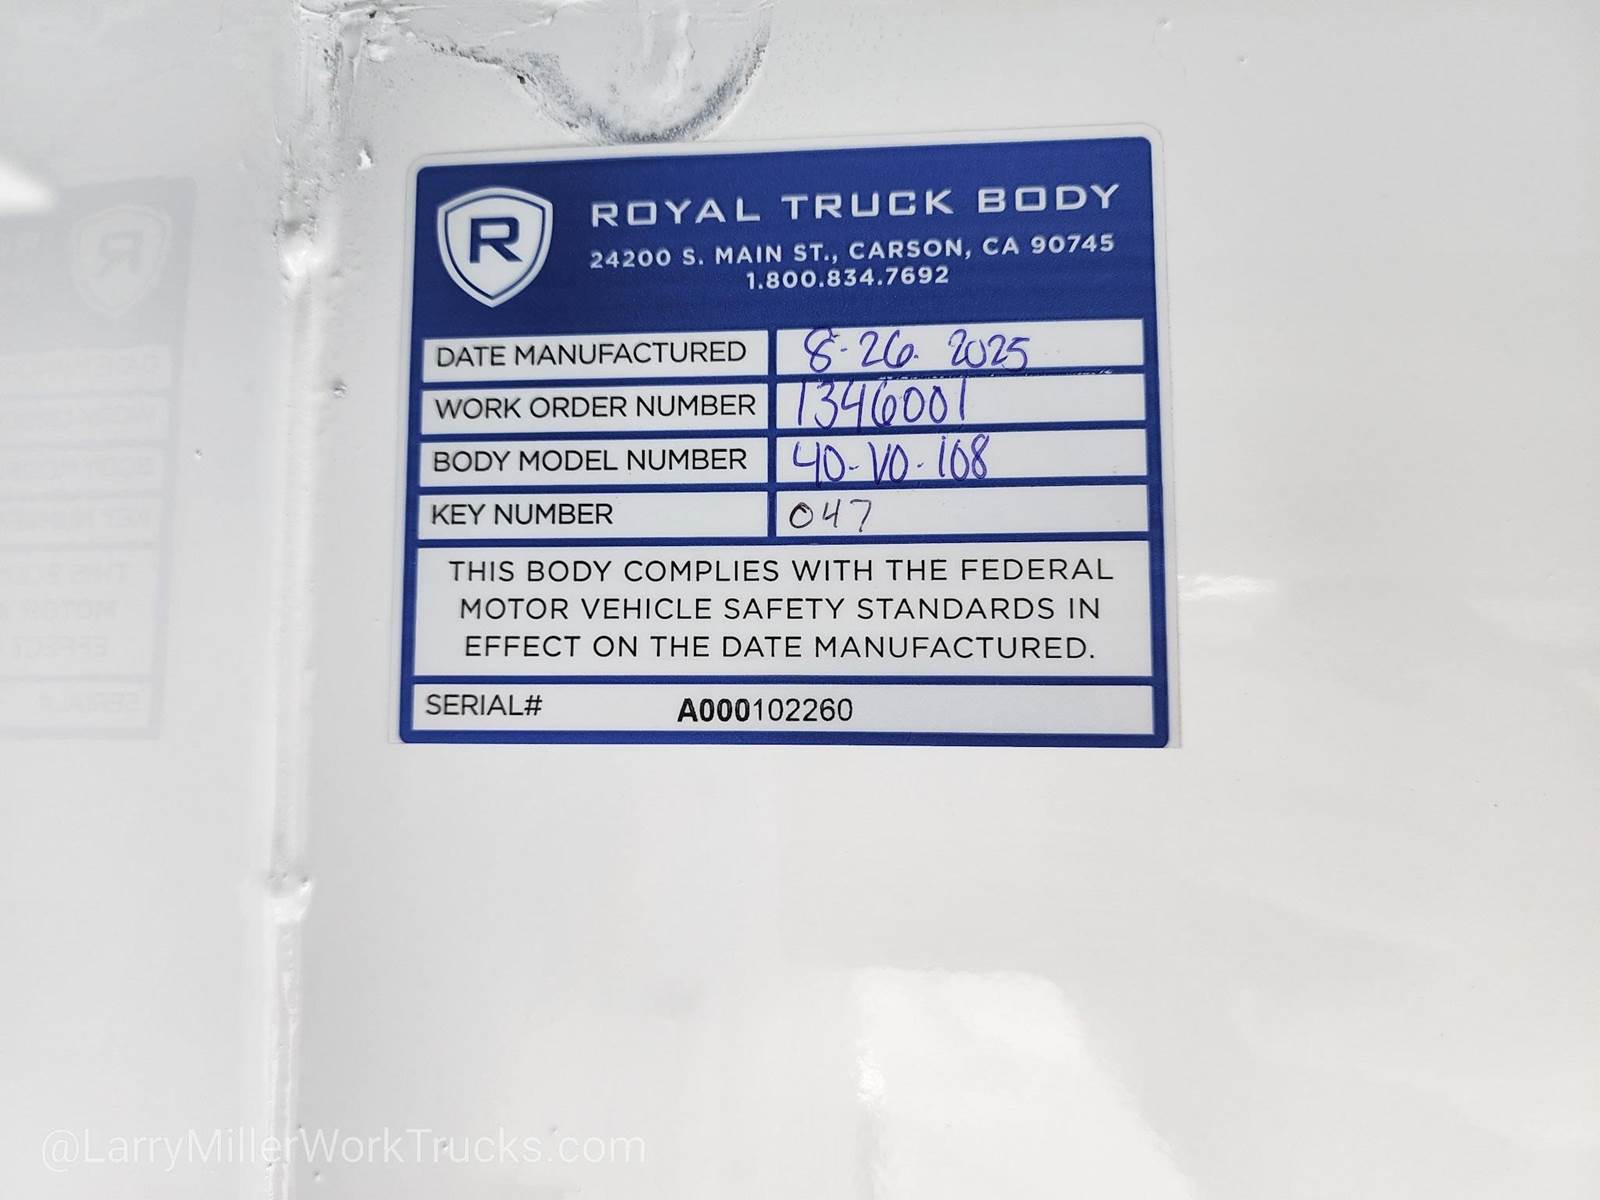 R
ROYAL TRUCK BODY
24200 S. MAIN ST., CARSON, CA 90745
1.800.834.7692
DATE MANUFACTURED 8-26. 2025
WORK ORDER NUMBER 1346001
BODY MODEL NUMBER 40-VO-108
KEY NUMBER 047
THIS BODY COMPLIES WITH THE FEDERAL
MOTOR VEHICLE SAFETY STANDARDS IN
EFFECT ON THE DATE MANUFACTURED.
SERIAL# A000102260
@LarryMillerWorkTrucks.com